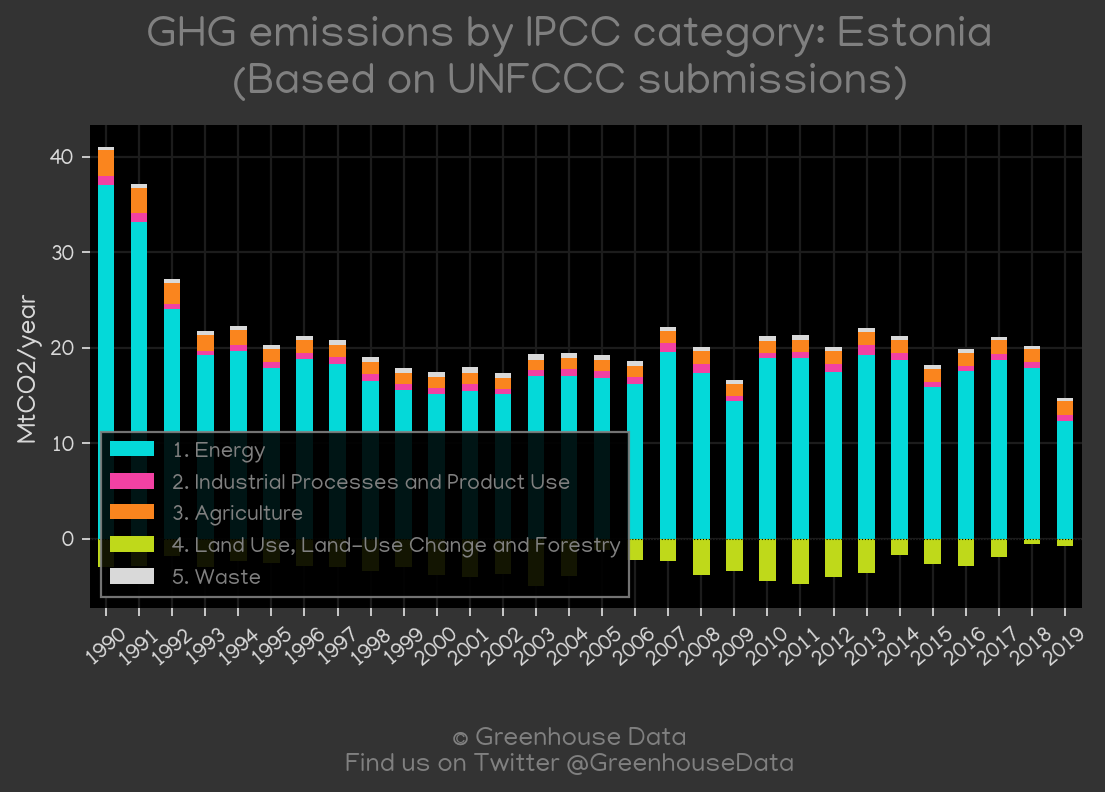 GHG emissions by IPCC category: Estonia
(Based on UNFCCC submissions)
MtCO2/year
40
30
20
10
0
1. Energy
2. Industrial Processes and Product Use
3. Agriculture
4. Land Use, Land-Use Change and Forestry
5. Waste
1990 1991 1992 1993 1994 1995 1996 1997 1998 1999 2000 2001 2002 2003 2004 2005 2006 2007 2008 2009 2010 2011 2012 2013 2014 2015 2016 2017 2018 2019
© Greenhouse Data
Find us on Twitter @GreenhouseData